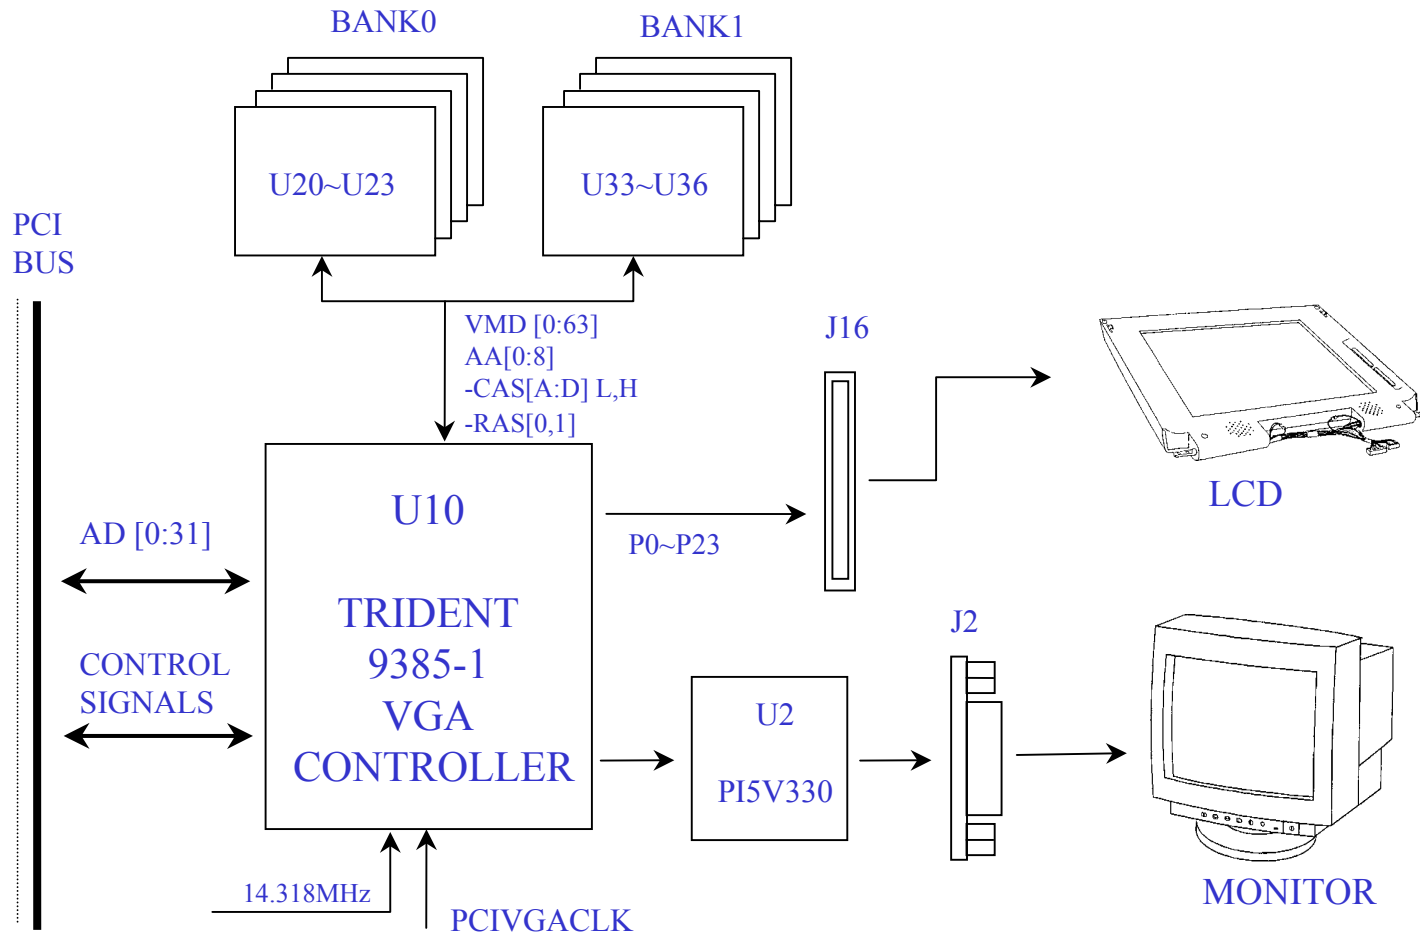 BANK0
BANK1
U20~U23
U33~U36
PCI
BUS
VMD [0:63]
AA[0:8]
-CAS[A:D] L,H
-RAS[0,1]
J16
LCD
U10
TRIDENT
9385-1
VGA
CONTROLLER
AD [0:31]
P0~P23
CONTROL
SIGNALS
J2
U2
PI5V330
MONITOR
14.318MHz
PCIVGACLK